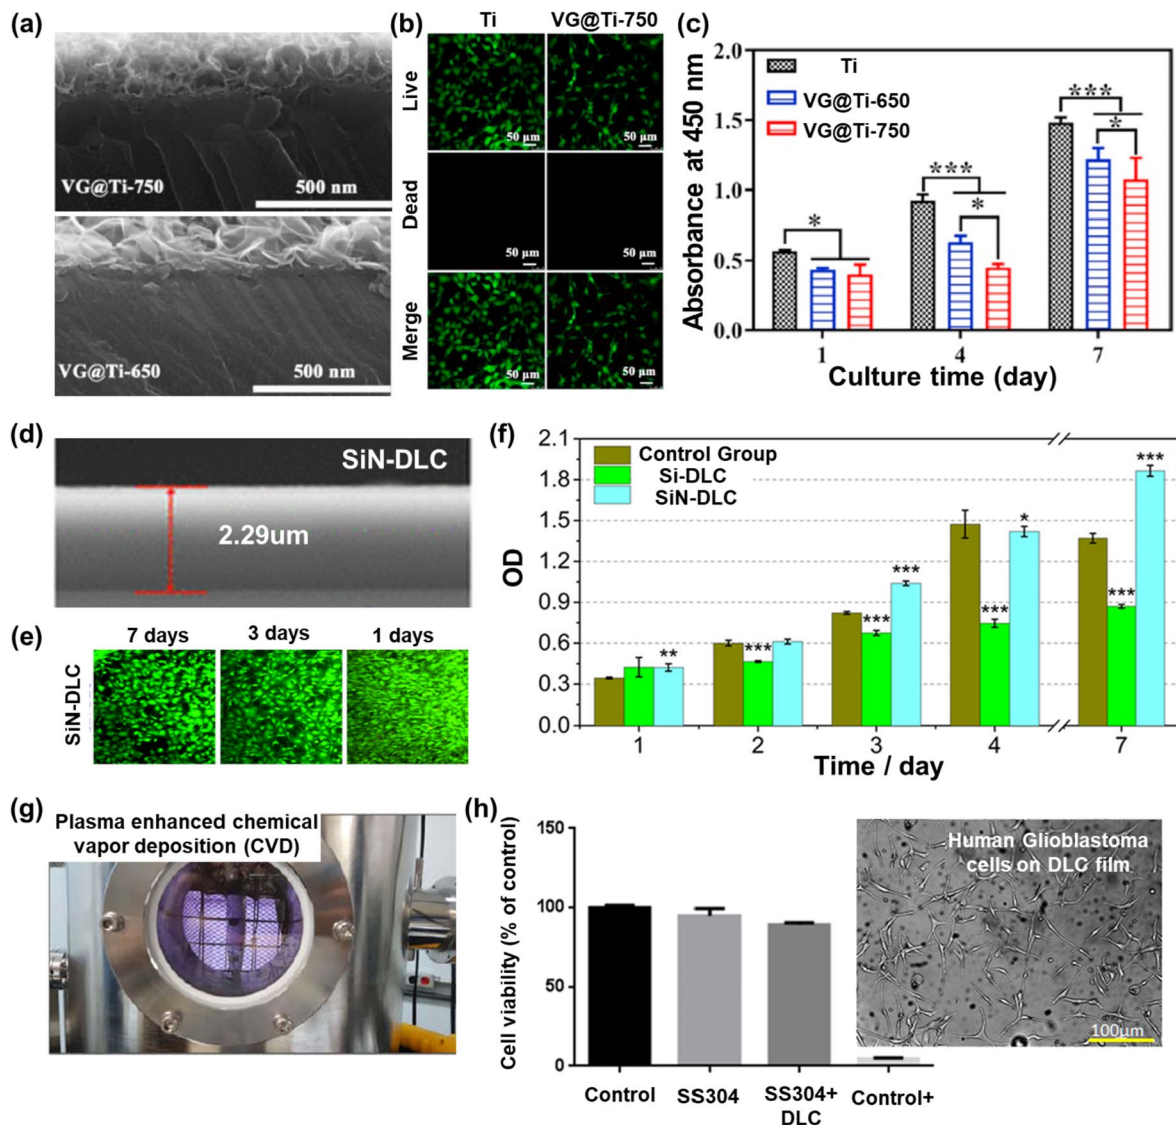 (a)
VG@Ti-750
500 nm
VG@Ti-650
500 nm
(b)
Ti
VG@Ti-750
Live
50 µm
50 µm
Dead
50 µm
50 µm
Merge
50 µm
50 µm
(c)
Absorbance at 450 nm
2.0
1.5
1.0
0.5
0.0
Ti
VG@Ti-650
VG@Ti-750
*
***
*
***
*
1
4
7
Culture time (day)
(d)
SiN-DLC
2.29um
(e)
7 days
3 days
1 days
SiN-DLC
(f)
OD
2.1
1.8
1.5
1.2
0.9
0.6
0.3
0.0
Control Group
Si-DLC
SiN-DLC
**
***
***
***
***
*
***
***
1
2
3
4
7
Time / day
(g)
Plasma enhanced chemical
vapor deposition (CVD)
(h)
Cell viability (% of control)
150
100
50
0
Control
SS304
SS304+
DLC
Control+
Human Glioblastoma
cells on DLC film
100µm